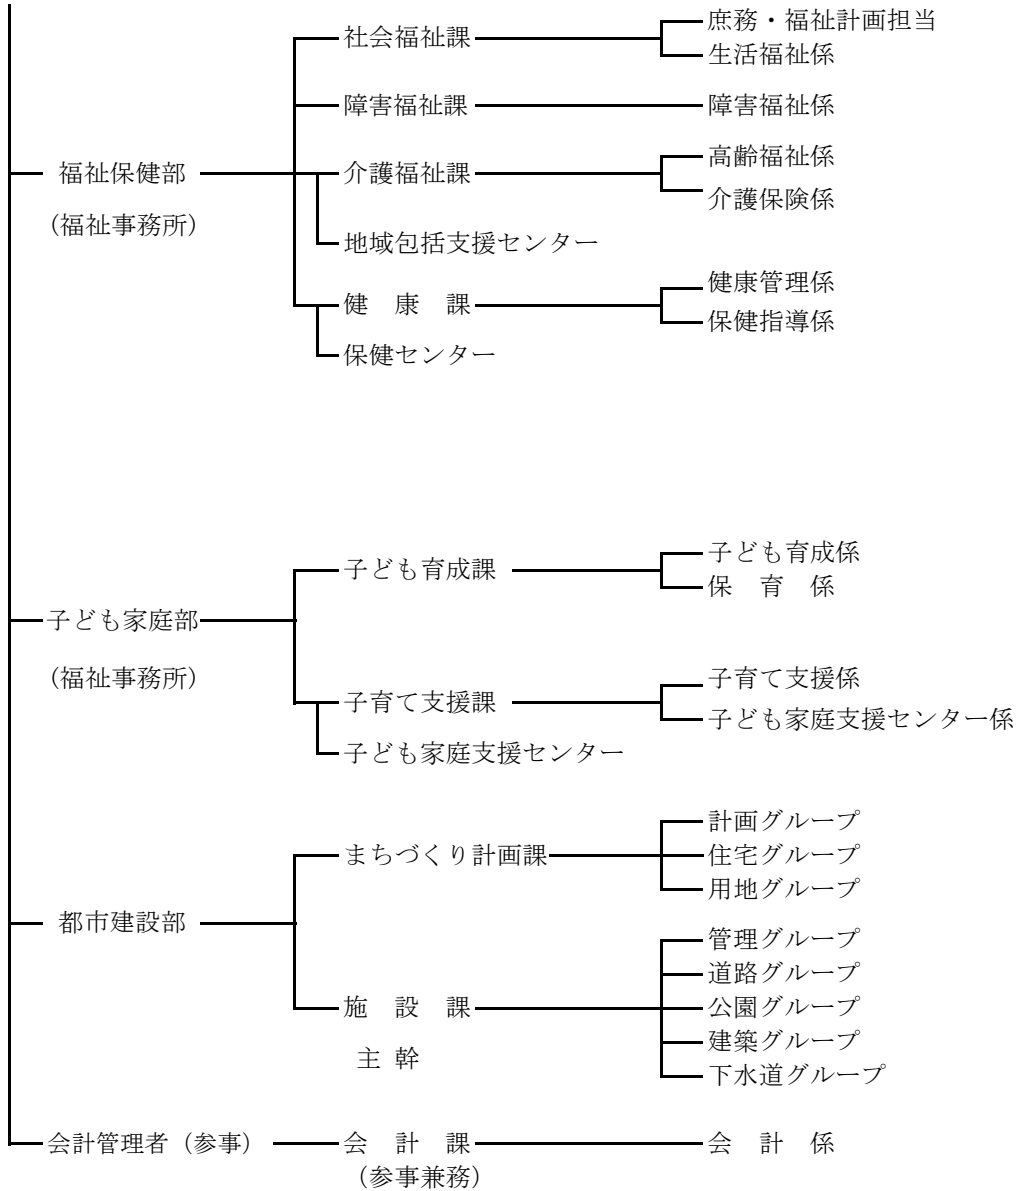 庶務・福祉計画担当
社会福祉課
生活福祉係
障害福祉課 障害福祉係
高齢福祉係
福祉保健部 介護福祉課
介護保険係
(福祉事務所)
地域包括支援センター
健康管理係
健　康　課
保健指導係
保健センター
子ども育成係
子ども育成課
保　育　係
子ども家庭部
(福祉事務所) 子育て支援係
子育て支援課
子ども家庭支援センター係
子ども家庭支援センター
計画グループ
まちづくり計画課 住宅グループ
用地グループ
都市建設部
管理グループ
道路グループ
施　設　課 公園グループ
建築グループ
主 幹
下水道グループ
会計管理者（参事） 会　計　課 会　計　係
（参事兼務）